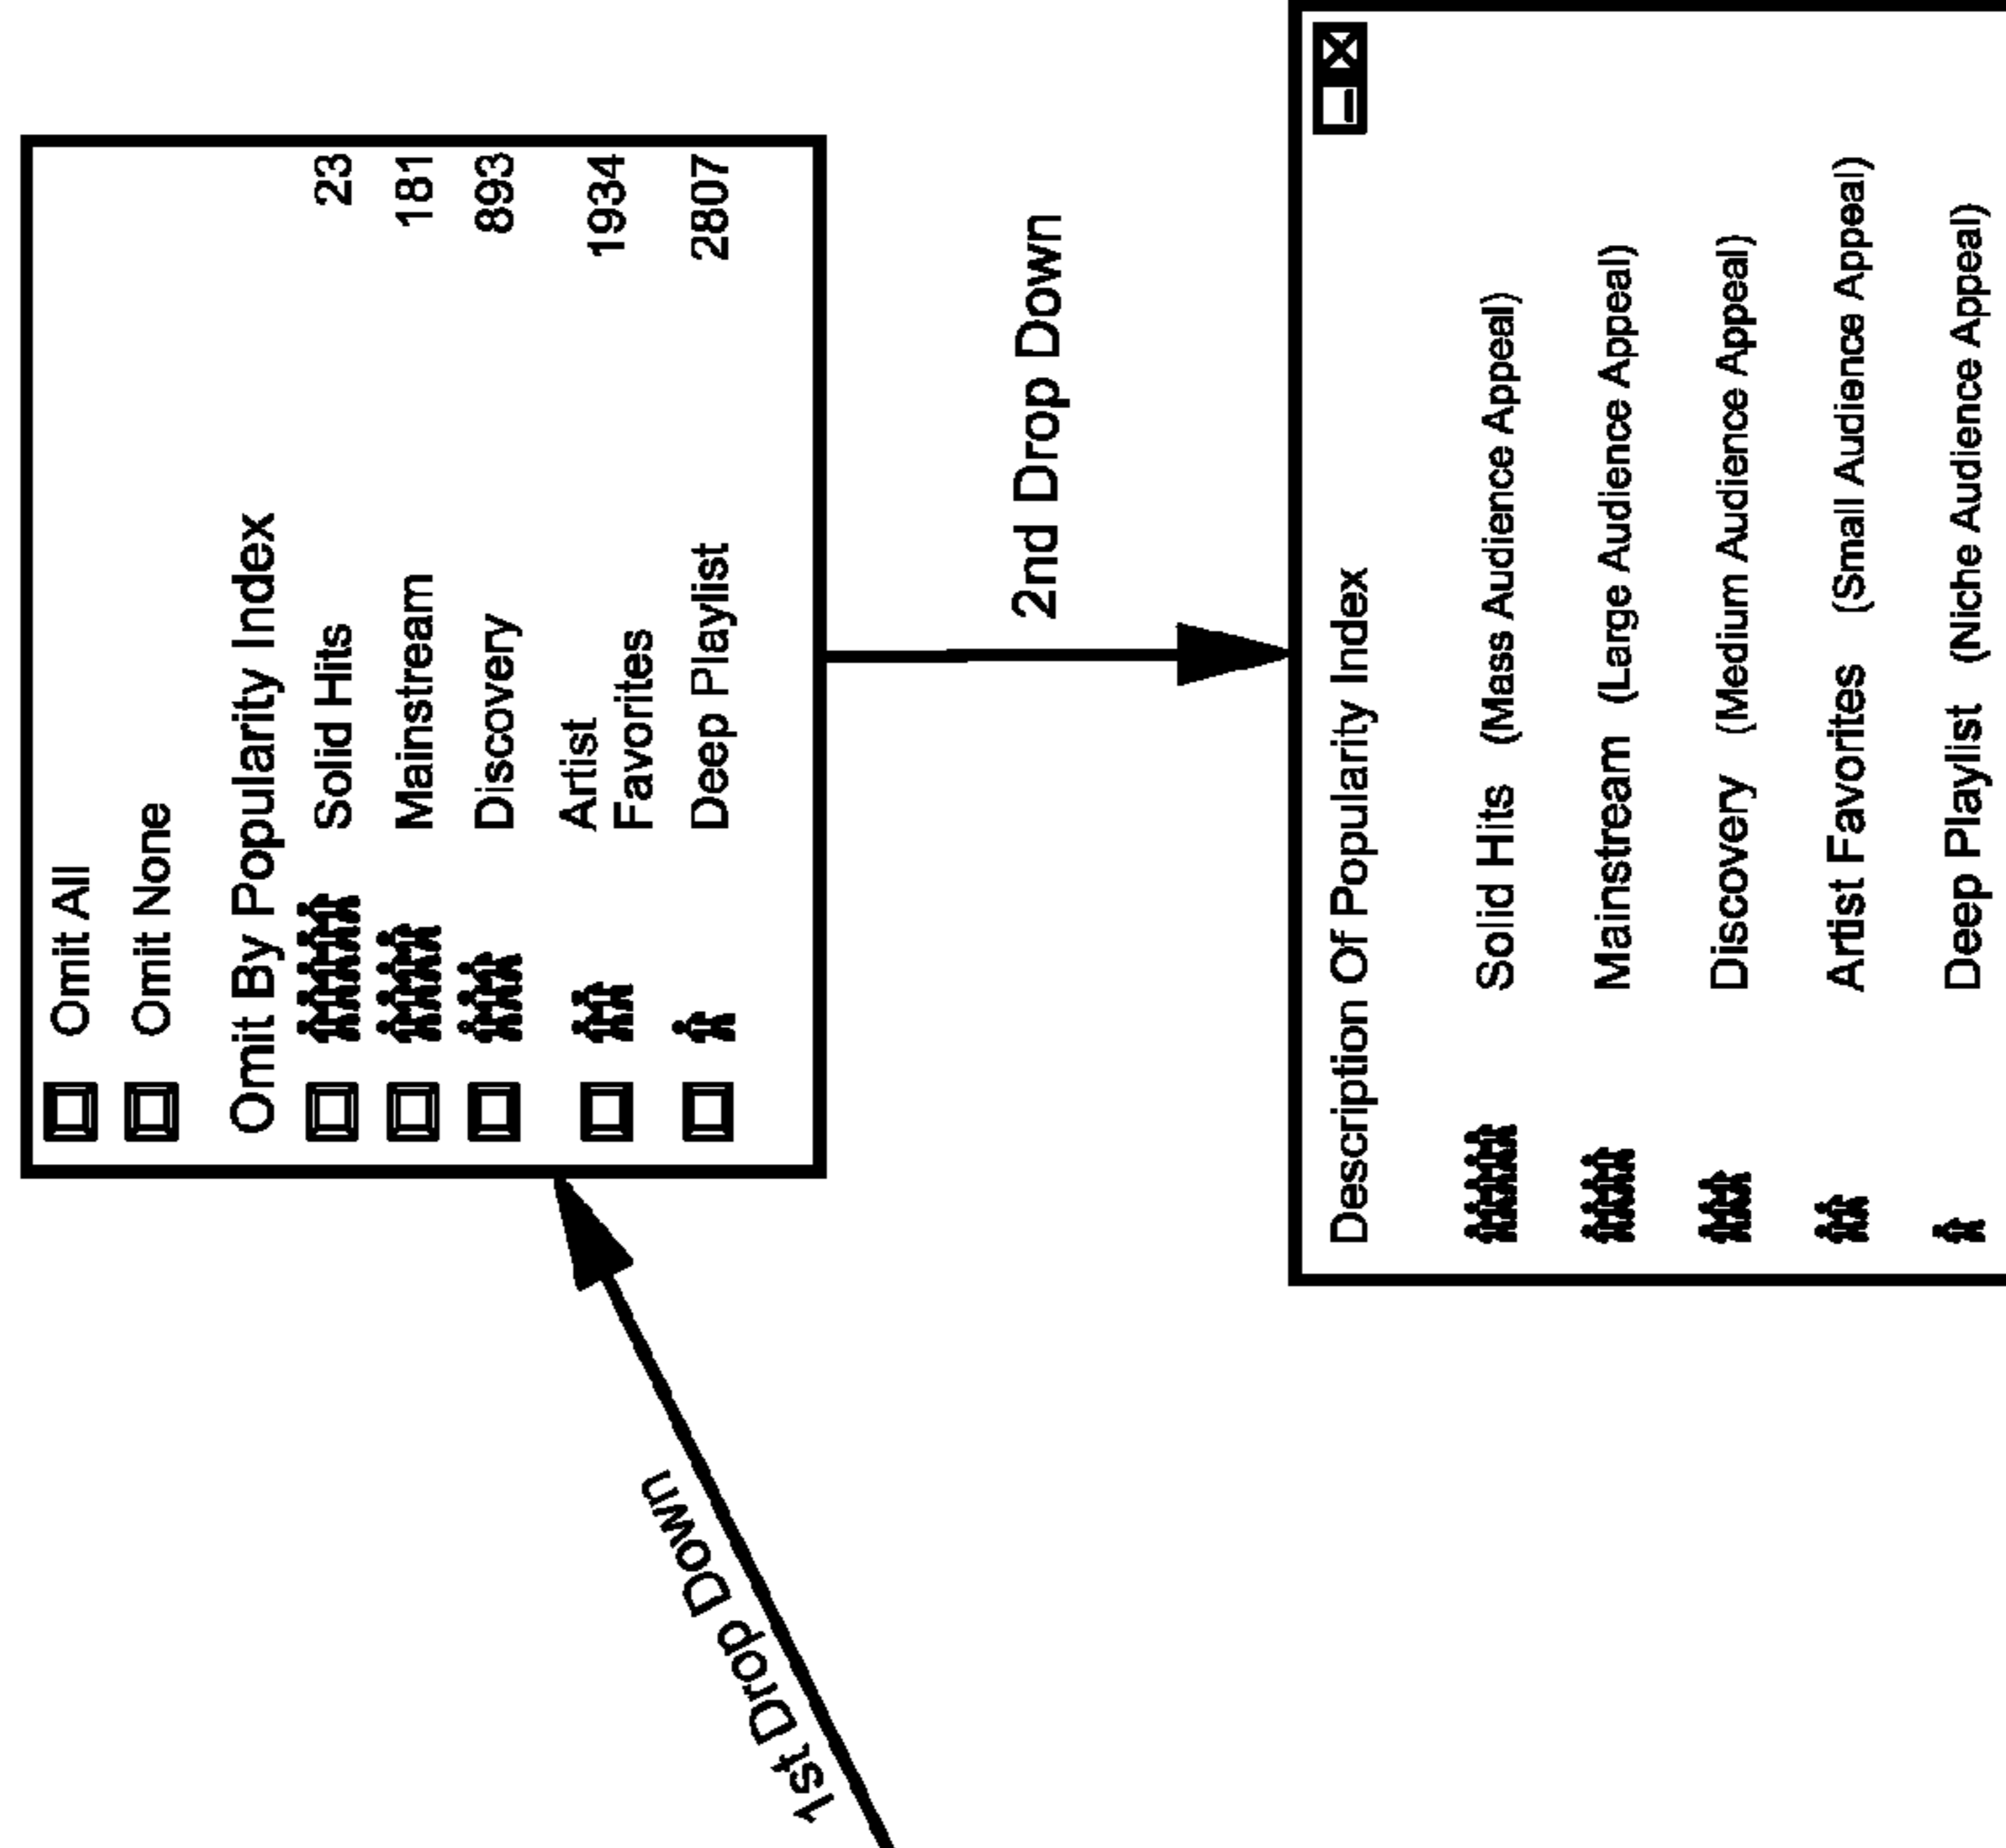 1st Drop Down
Omit All
Omit None
Omit By Popularity Index
Solid Hits 23
Mainstream 181
Discovery 893
Artist
Favorites 1934
Deep Playlist 2807
2nd Drop Down
Description Of Popularity Index
Solid Hits (Mass Audience Appeal)
Mainstream (Large Audience Appeal)
Discovery (Medium Audience Appeal)
Artist Favorites (Small Audience Appeal)
Deep Playlist (Niche Audience Appeal)